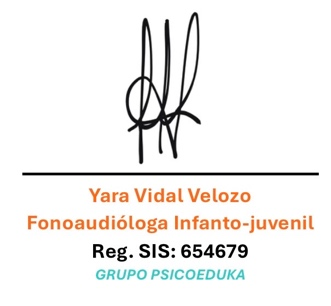 Yara Vidal Velozo
Fonoaudióloga Infanto-juvenil
Reg. SIS: 654679
GRUPO PSICOEDUKA